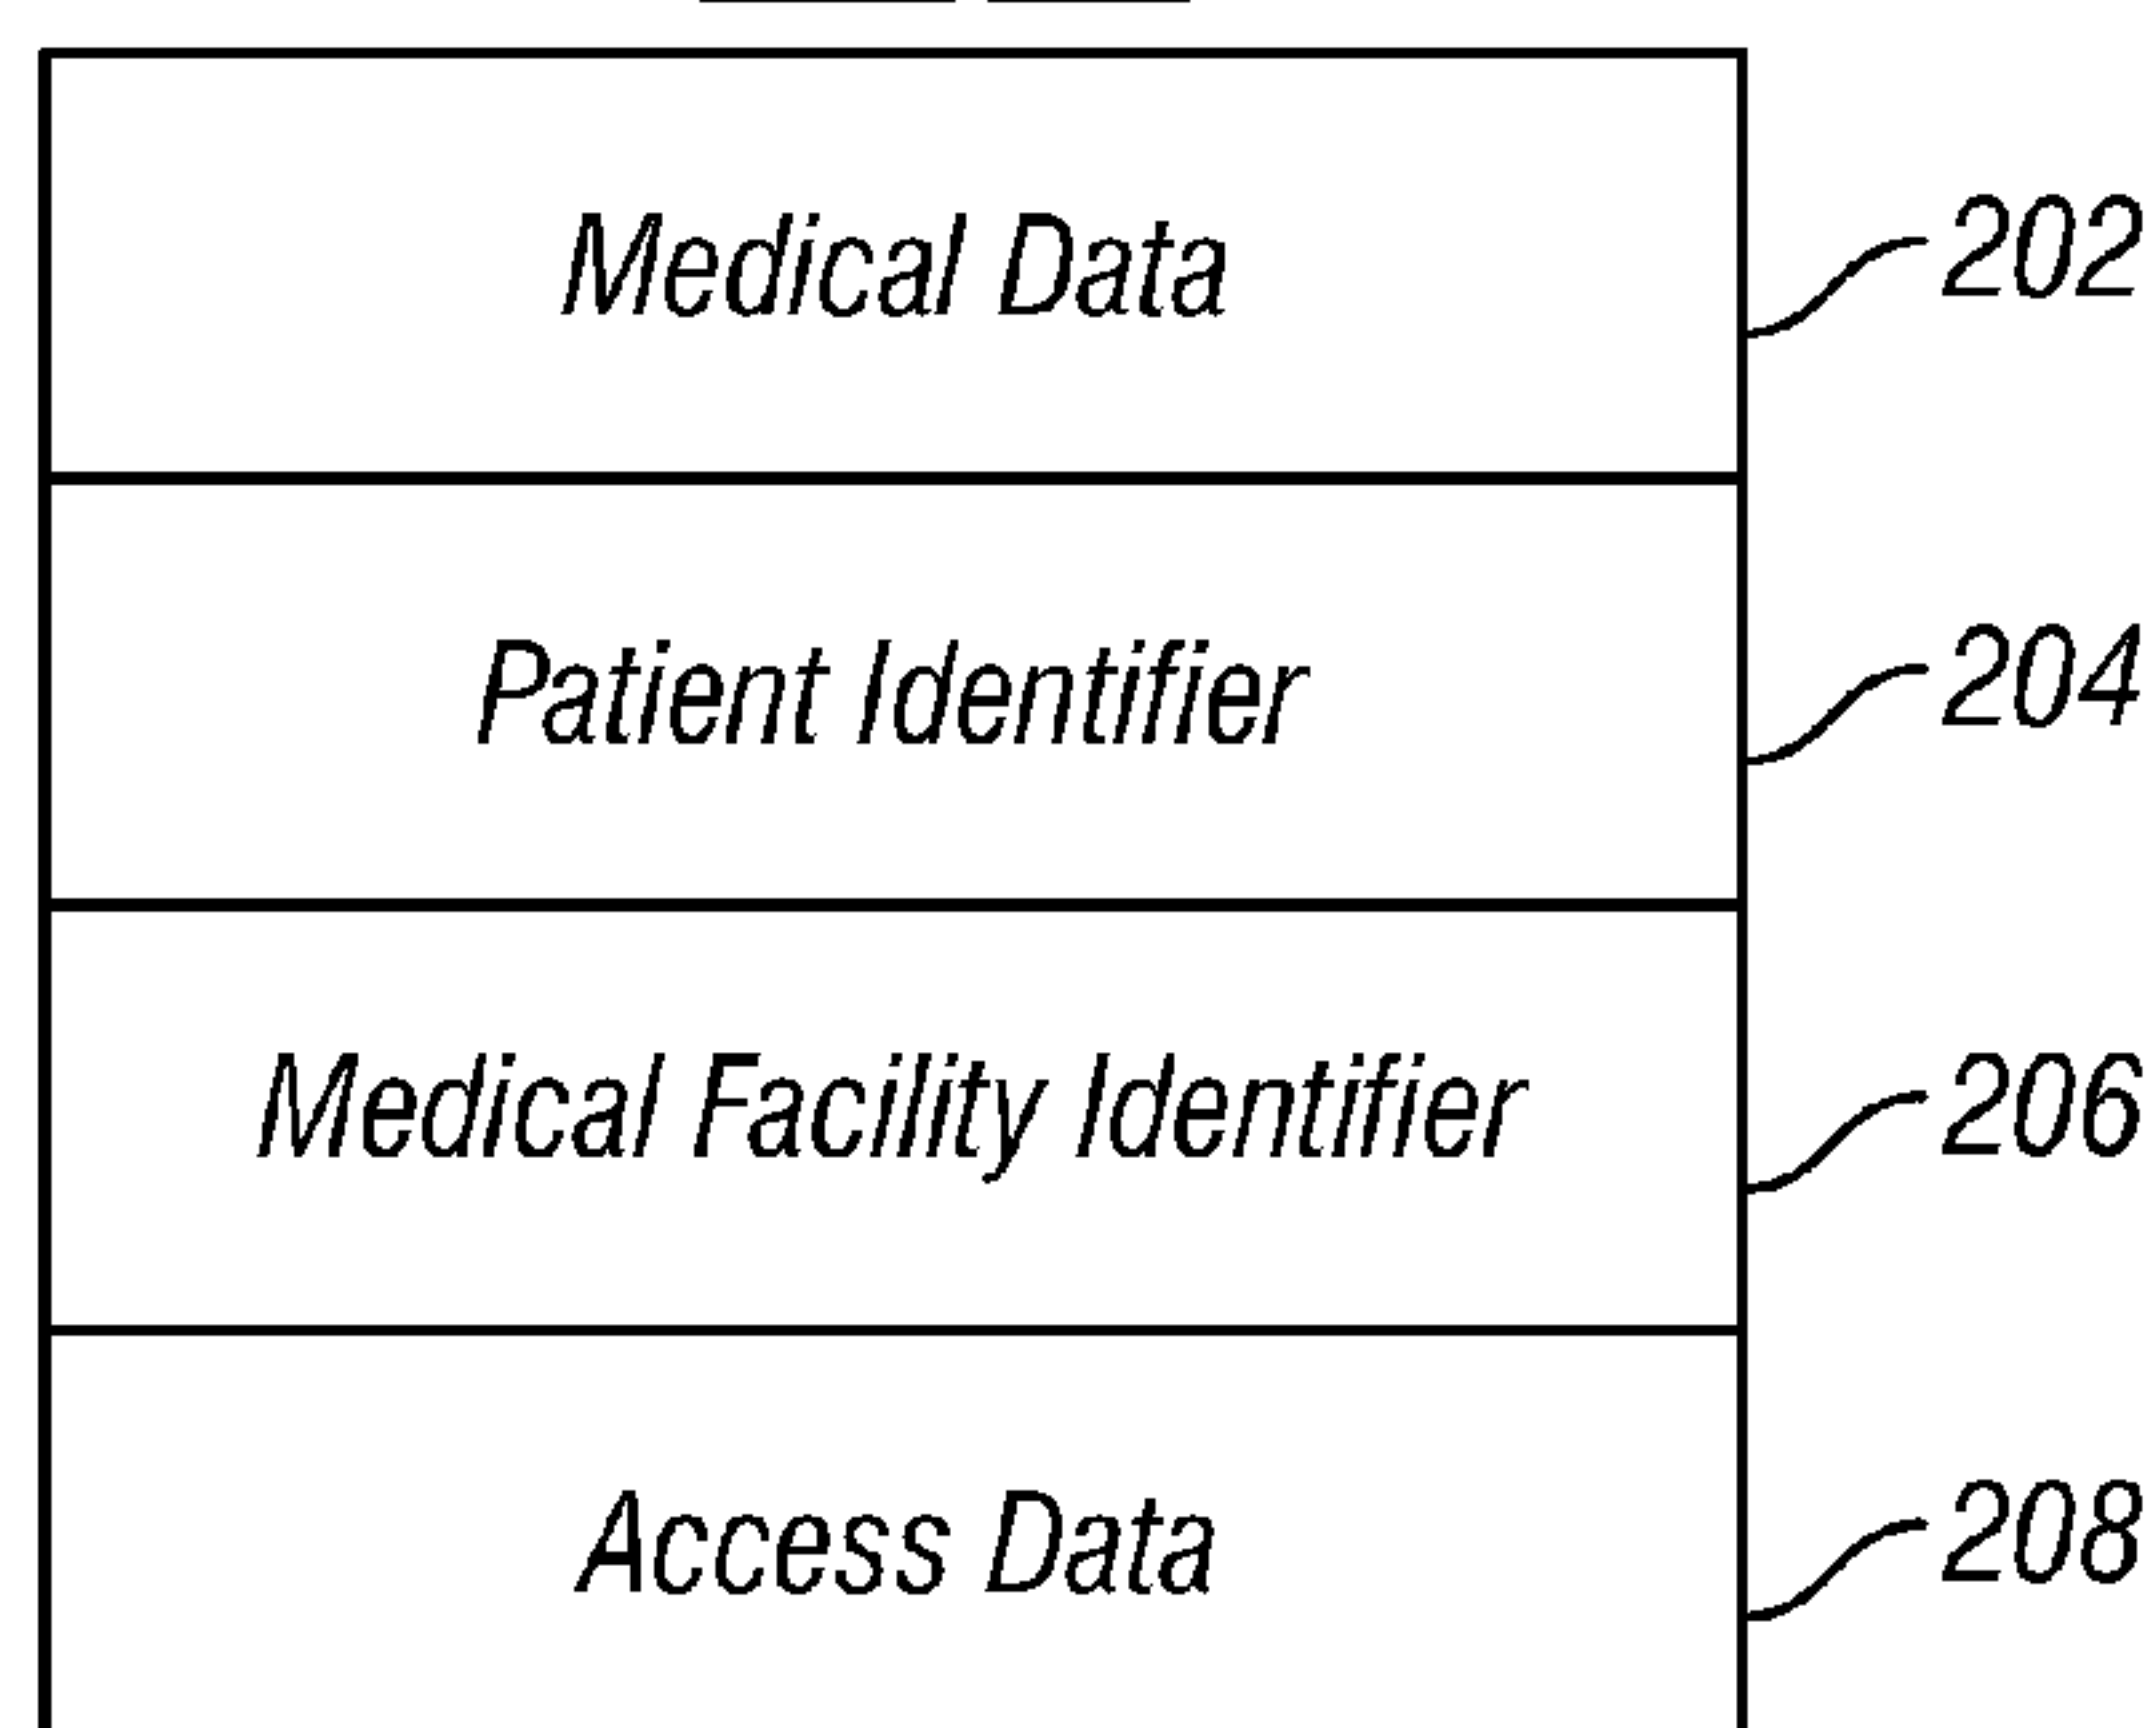 Medical Data 202
Patient Identifier 204
Medical Facility Identifier 206
Access Data 208